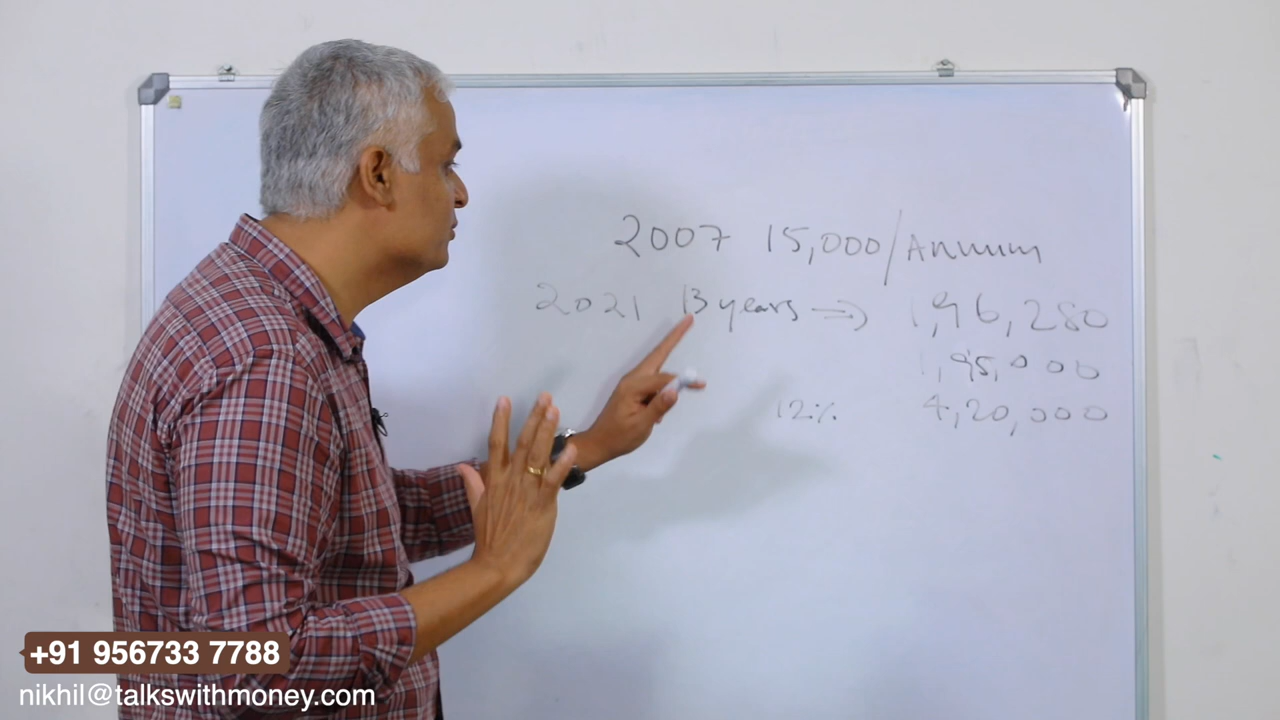 2007 15,000/Annum
2021 13 years => 1,96,280
1,95,000
12% 4,20,000
+91 956733 7788
nikhil@talkswithmoney.com